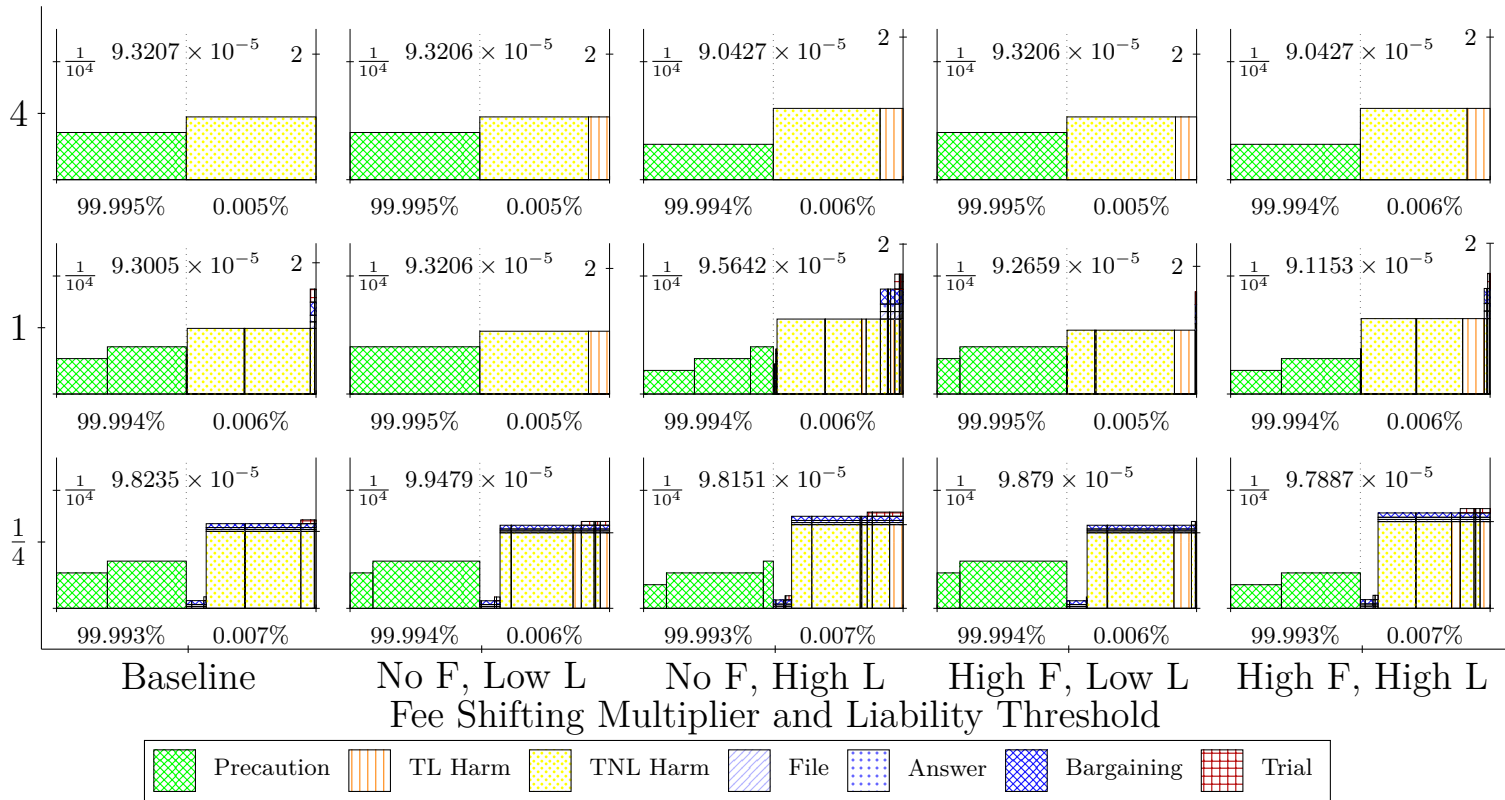 1/10^4 9.3207 × 10^-5 2
1/10^4 9.3206 × 10^-5 2
1/10^4 9.0427 × 10^-5 2
1/10^4 9.3206 × 10^-5 2
1/10^4 9.0427 × 10^-5 2
4
99.995% 0.005%
99.995% 0.005%
99.994% 0.006%
99.995% 0.005%
99.994% 0.006%
1/10^4 9.3005 × 10^-5 2
1/10^4 9.3206 × 10^-5 2
1/10^4 9.5642 × 10^-5 2
1/10^4 9.2659 × 10^-5 2
1/10^4 9.1153 × 10^-5 2
1
99.994% 0.006%
99.995% 0.005%
99.994% 0.006%
99.995% 0.005%
99.994% 0.006%
1/10^4 9.8235 × 10^-5
1/10^4 9.9479 × 10^-5
1/10^4 9.8151 × 10^-5
1/10^4 9.879 × 10^-5
1/10^4 9.7887 × 10^-5
1/4
99.993% 0.007%
99.994% 0.006%
99.993% 0.007%
99.994% 0.006%
99.993% 0.007%
Baseline No F, Low L No F, High L High F, Low L High F, High L
Fee Shifting Multiplier and Liability Threshold
Precaution TL Harm TNL Harm File Answer Bargaining Trial